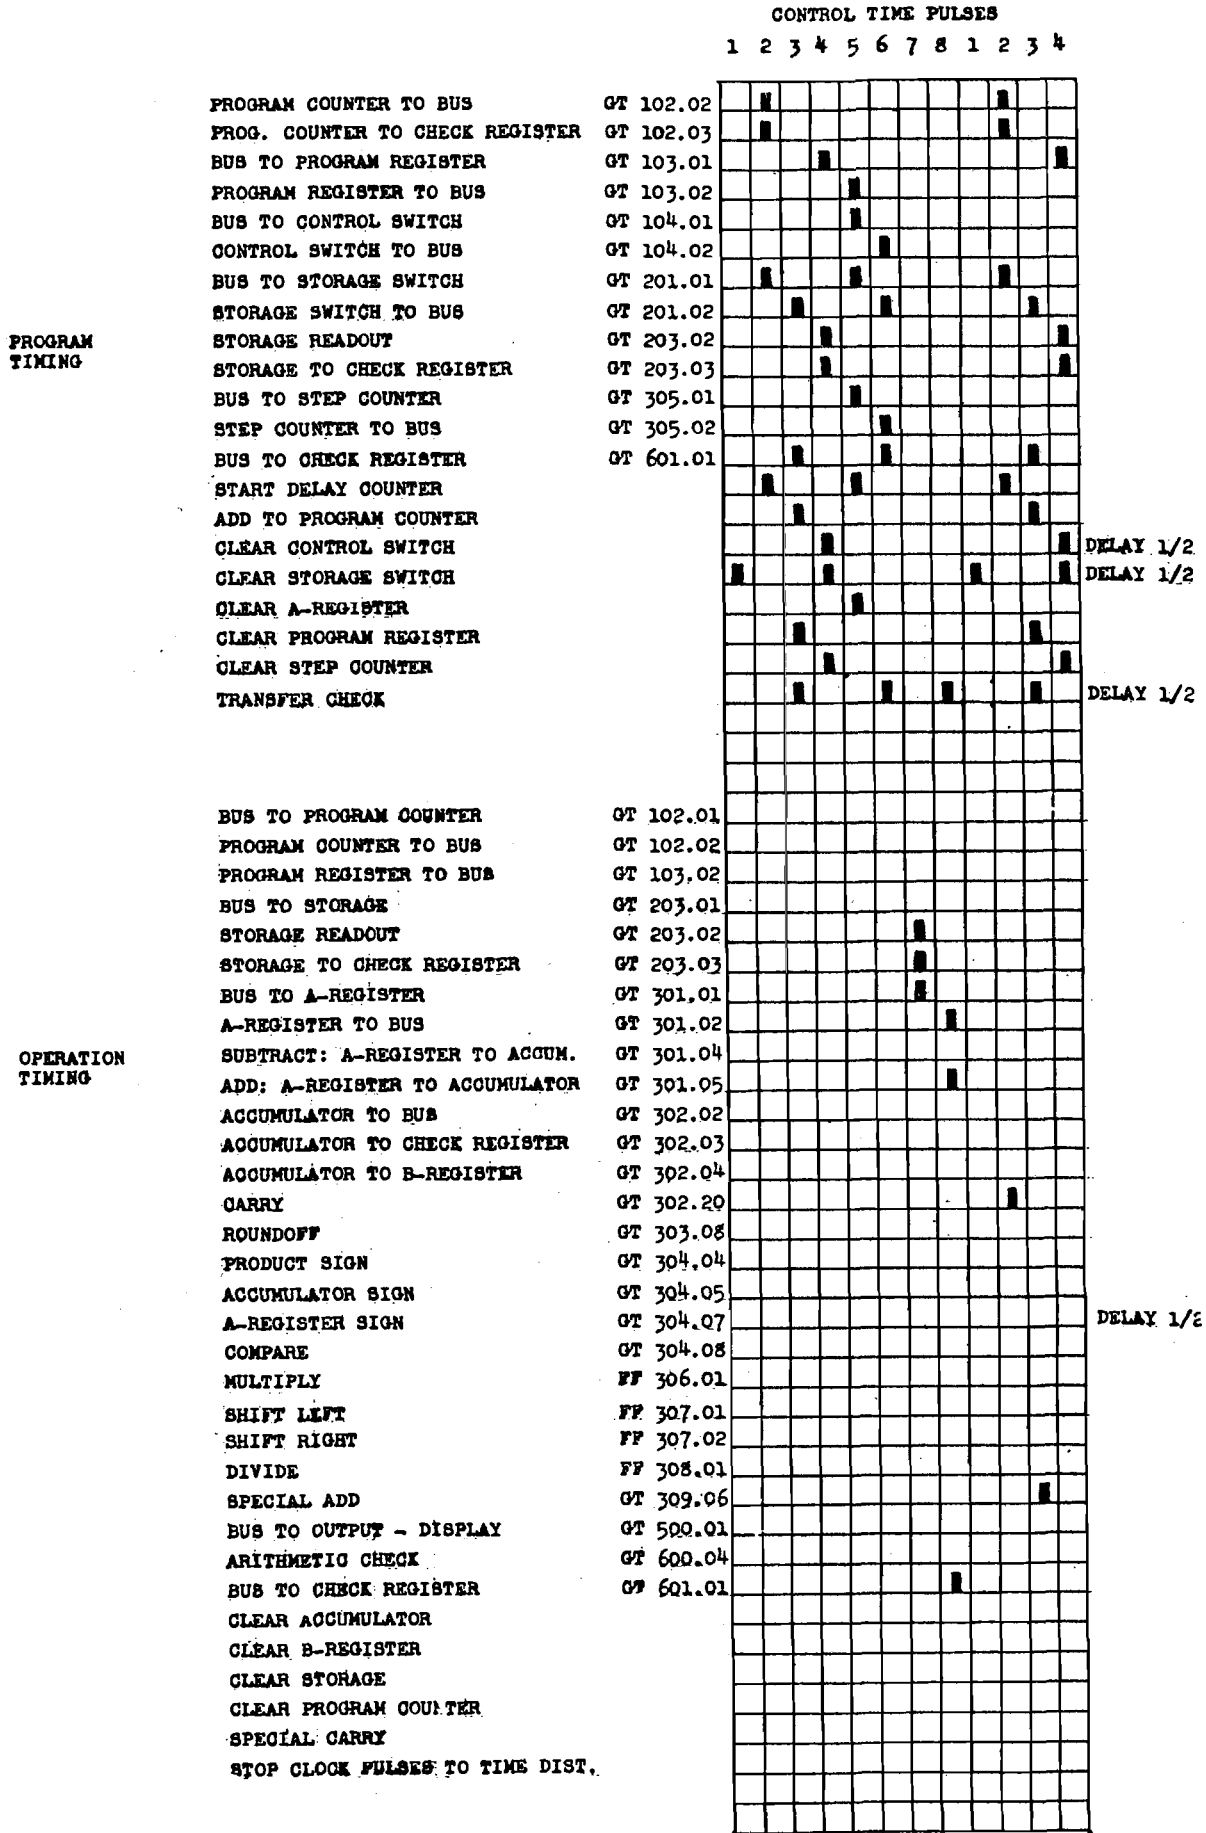 CONTROL TIME PULSES
1 2 3 4 5 6 7 8 1 2 3 4
PROGRAM COUNTER TO BUS GT 102.02
PROG. COUNTER TO CHECK REGISTER GT 102.03
BUS TO PROGRAM REGISTER GT 103.01
PROGRAM REGISTER TO BUS GT 103.02
BUS TO CONTROL SWITCH GT 104.01
CONTROL SWITCH TO BUS GT 104.02
BUS TO STORAGE SWITCH GT 201.01
STORAGE SWITCH TO BUS GT 201.02
PROGRAM TIMING
STORAGE READOUT GT 203.02
STORAGE TO CHECK REGISTER GT 203.03
BUS TO STEP COUNTER GT 305.01
STEP COUNTER TO BUS GT 305.02
BUS TO CHECK REGISTER GT 601.01
START DELAY COUNTER
ADD TO PROGRAM COUNTER
CLEAR CONTROL SWITCH DELAY 1/2
CLEAR STORAGE SWITCH DELAY 1/2
CLEAR A-REGISTER
CLEAR PROGRAM REGISTER
CLEAR STEP COUNTER
TRANSFER CHECK DELAY 1/2
BUS TO PROGRAM COUNTER GT 102.01
PROGRAM COUNTER TO BUS GT 102.02
PROGRAM REGISTER TO BUS GT 103.02
BUS TO STORAGE GT 203.01
STORAGE READOUT GT 203.02
STORAGE TO CHECK REGISTER GT 203.03
BUS TO A-REGISTER GT 301.01
A-REGISTER TO BUS GT 301.02
OPERATION TIMING
SUBTRACT: A-REGISTER TO ACCUM. GT 301.04
ADD: A-REGISTER TO ACCUMULATOR GT 301.05
ACCUMULATOR TO BUS GT 302.02
ACCUMULATOR TO CHECK REGISTER GT 302.03
ACCUMULATOR TO B-REGISTER GT 302.04
CARRY GT 302.20
ROUNDOFF GT 303.08
PRODUCT SIGN GT 304.04
ACCUMULATOR SIGN GT 304.05
A-REGISTER SIGN GT 304.07 DELAY 1/2
COMPARE GT 304.08
MULTIPLY FF 306.01
SHIFT LEFT FF 307.01
SHIFT RIGHT FF 307.02
DIVIDE FF 308.01
SPECIAL ADD GT 309.06
BUS TO OUTPUT - DISPLAY GT 500.01
ARITHMETIC CHECK GT 600.04
BUS TO CHECK REGISTER GT 601.01
CLEAR ACCUMULATOR
CLEAR B-REGISTER
CLEAR STORAGE
CLEAR PROGRAM COUNTER
SPECIAL CARRY
STOP CLOCK PULSES TO TIME DIST.